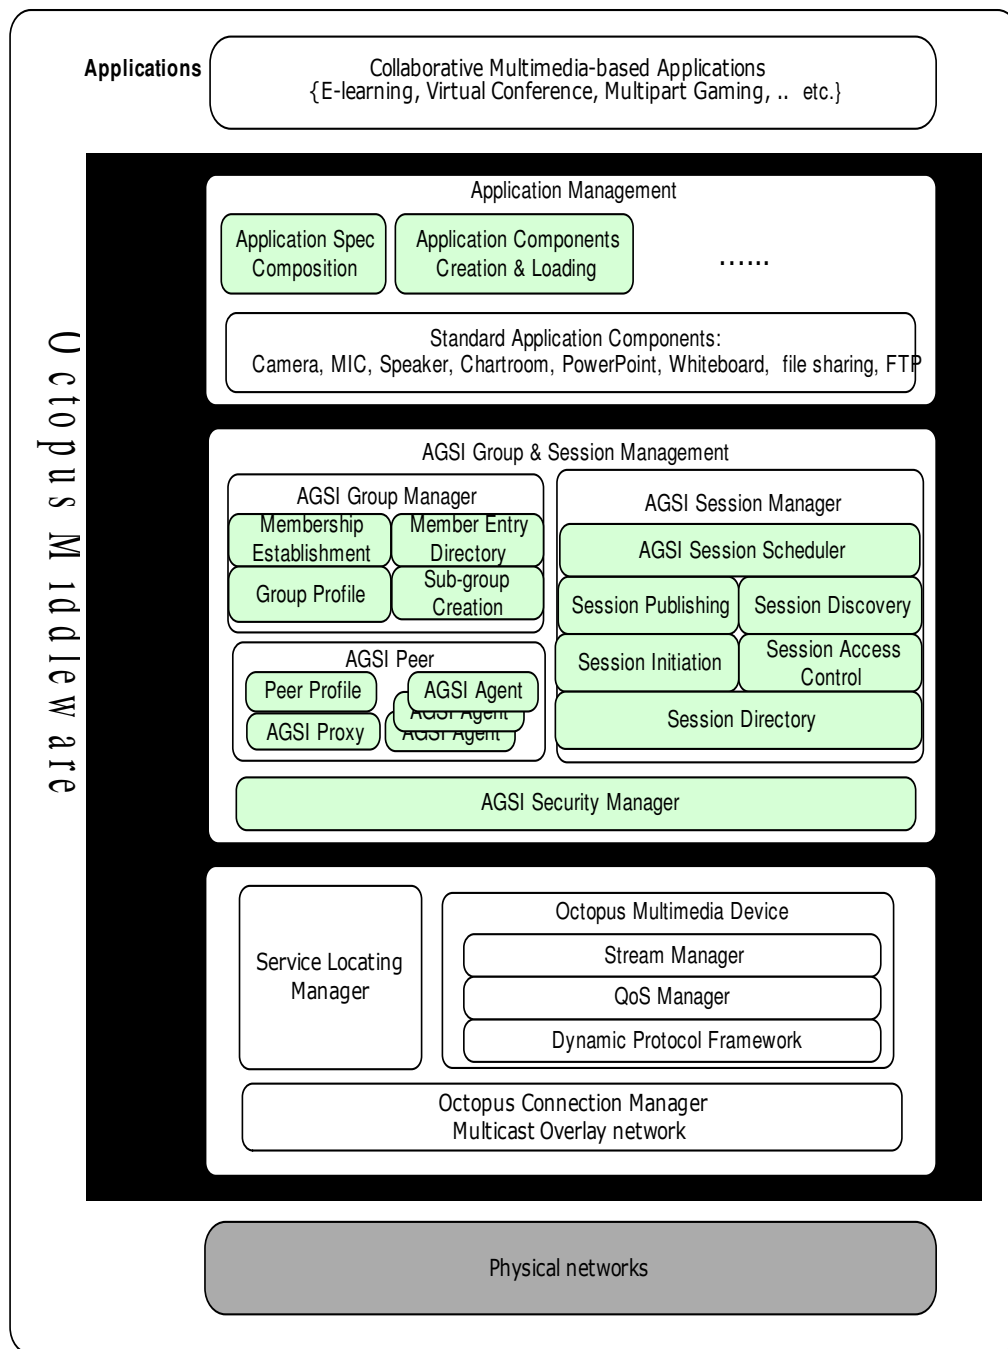 Applications
Collaborative Multimedia-based Applications
{E-learning, Virtual Conference, Multipart Gaming, .. etc.}
Octopus Middleware
Application Management
Application Spec
Composition
Application Components
Creation & Loading
......
Standard Application Components:
Camera, MIC, Speaker, Chartroom, PowerPoint, Whiteboard, file sharing, FTP
AGSI Group & Session Management
AGSI Group Manager
Membership
Establishment
Member Entry
Directory
Group Profile
Sub-group
Creation
AGSI Peer
Peer Profile
AGSI Agent
AGSI Agent
AGSI Proxy
AGSI Agent
AGSI Session Manager
AGSI Session Scheduler
Session Publishing
Session Discovery
Session Initiation
Session Access
Control
Session Directory
AGSI Security Manager
Service Locating
Manager
Octopus Multimedia Device
Stream Manager
QoS Manager
Dynamic Protocol Framework
Octopus Connection Manager
Multicast Overlay network
Physical networks